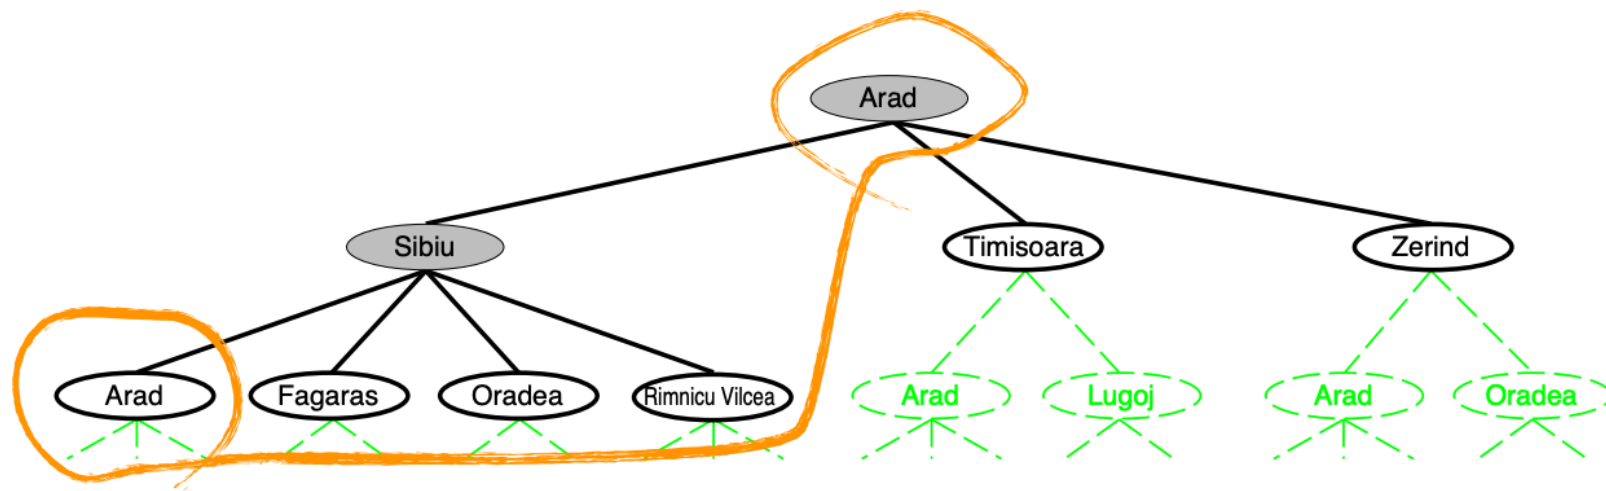 Arad
Sibiu
Timisoara
Zerind
Arad
Fagaras
Oradea
Rimnicu Vilcea
Arad
Lugoj
Arad
Oradea